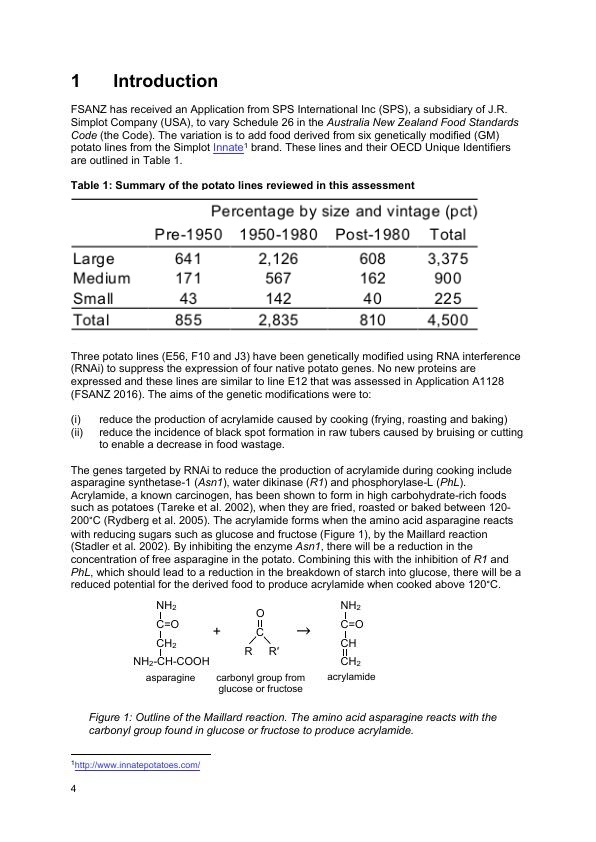 1 Introduction
FSANZ has received an Application from SPS International Inc (SPS), a subsidiary of J.R.
Simplot Company (USA), to vary Schedule 26 in the Australia New Zealand Food Standards
Code (the Code). The variation is to add food derived from six genetically modified (GM)
potato lines from the Simplot Innate¹ brand. These lines and their OECD Unique Identifiers
are outlined in Table 1.
Table 1: Summary of the potato lines reviewed in this assessment
Percentage by size and vintage (pct)
Pre-1950 1950-1980 Post-1980 Total
Large 641 2,126 608 3,375
Medium 171 567 162 900
Small 43 142 40 225
Total 855 2,835 810 4,500
Three potato lines (E56, F10 and J3) have been genetically modified using RNA interference
(RNAi) to suppress the expression of four native potato genes. No new proteins are
expressed and these lines are similar to line E12 that was assessed in Application A1128
(FSANZ 2016). The aims of the genetic modifications were to:
(i) reduce the production of acrylamide caused by cooking (frying, roasting and baking)
(ii) reduce the incidence of black spot formation in raw tubers caused by bruising or cutting
to enable a decrease in food wastage.
The genes targeted by RNAi to reduce the production of acrylamide during cooking include
asparagine synthetase-1 (Asn1), water dikinase (R1) and phosphorylase-L (PhL).
Acrylamide, a known carcinogen, has been shown to form in high carbohydrate-rich foods
such as potatoes (Tareke et al. 2002), when they are fried, roasted or baked between 120-
200°C (Rydberg et al. 2005). The acrylamide forms when the amino acid asparagine reacts
with reducing sugars such as glucose and fructose (Figure 1), by the Maillard reaction
(Stadler et al. 2002). By inhibiting the enzyme Asn1, there will be a reduction in the
concentration of free asparagine in the potato. Combining this with the inhibition of R1 and
PhL, which should lead to a reduction in the breakdown of starch into glucose, there will be a
reduced potential for the derived food to produce acrylamide when cooked above 120°C.
NH₂ O NH₂
C=O + C → C=O
CH₂ R R′ CH
NH₂-CH-COOH CH₂
asparagine carbonyl group from acrylamide
glucose or fructose
Figure 1: Outline of the Maillard reaction. The amino acid asparagine reacts with the
carbonyl group found in glucose or fructose to produce acrylamide.
¹http://www.innatepotatoes.com/
4